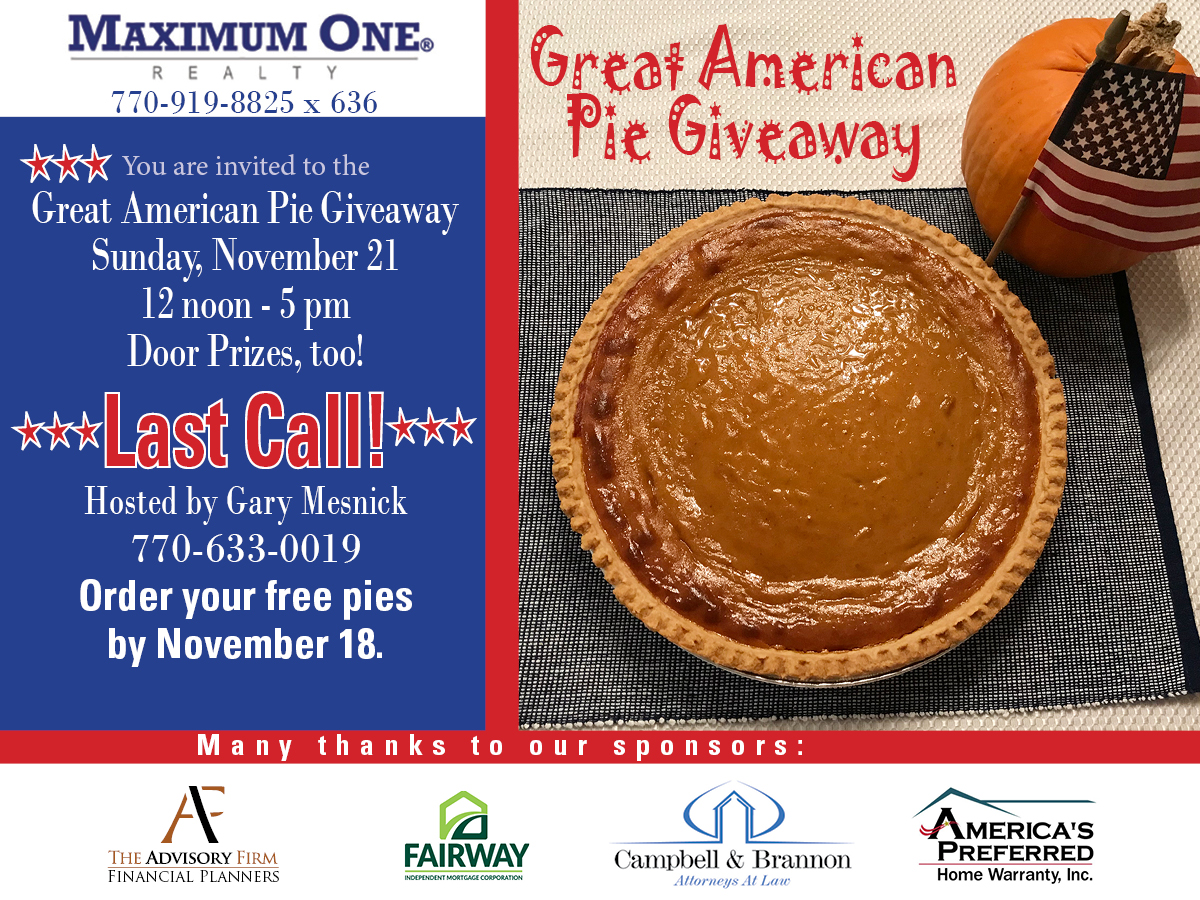 MAXIMUM ONE®
REALTY
770-919-8825 x 636
You are invited to the
Great American Pie Giveaway
Sunday, November 21
12 noon - 5 pm
Door Prizes, too!
Last Call!
Hosted by Gary Mesnick
770-633-0019
Order your free pies
by November 18.
Great American
Pie Giveaway
Many thanks to our sponsors:
AF
THE ADVISORY FIRM
FINANCIAL PLANNERS
FAIRWAY
INDEPENDENT MORTGAGE CORPORATION
Campbell & Brannon
Attorneys At Law
AMERICA'S
PREFERRED
Home Warranty, Inc.